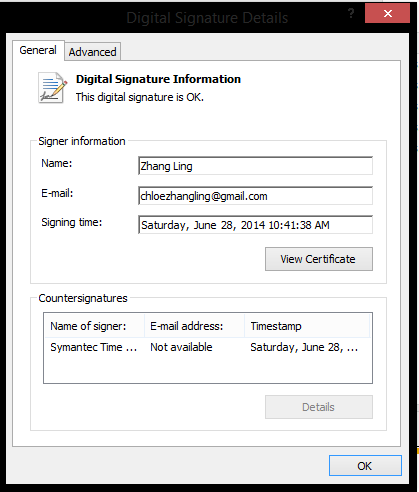 Digital Signature Details
General Advanced
Digital Signature Information
This digital signature is OK.
Signer information
Name: Zhang Ling
E-mail: chloezhangling@gmail.com
Signing time: Saturday, June 28, 2014 10:41:38 AM
View Certificate
Countersignatures
Name of signer: E-mail address: Timestamp
Symantec Time ... Not available Saturday, June 28, ...
Details
OK